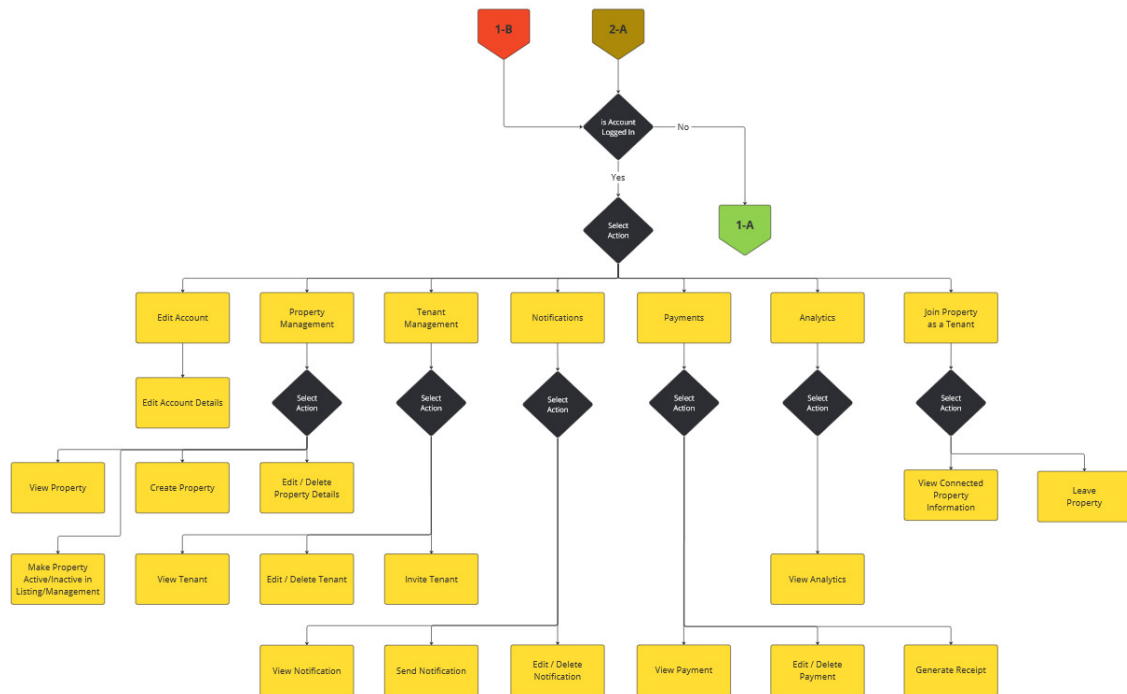 1-B
2-A
is Account
Logged In
No
Yes
1-A
Select
Action
Edit Account
Property
Management
Tenant
Management
Notifications
Payments
Analytics
Join Property
as a Tenant
Edit Account Details
Select
Action
Select
Action
Select
Action
Select
Action
Select
Action
Select
Action
View Property
Create Property
Edit / Delete
Property Details
View Connected
Property
Information
Leave
Property
Make Property
Active/Inactive in
Listing/Management
View Tenant
Edit / Delete Tenant
Invite Tenant
View Analytics
View Notification
Send Notification
Edit / Delete
Notification
View Payment
Edit / Delete
Payment
Generate Receipt